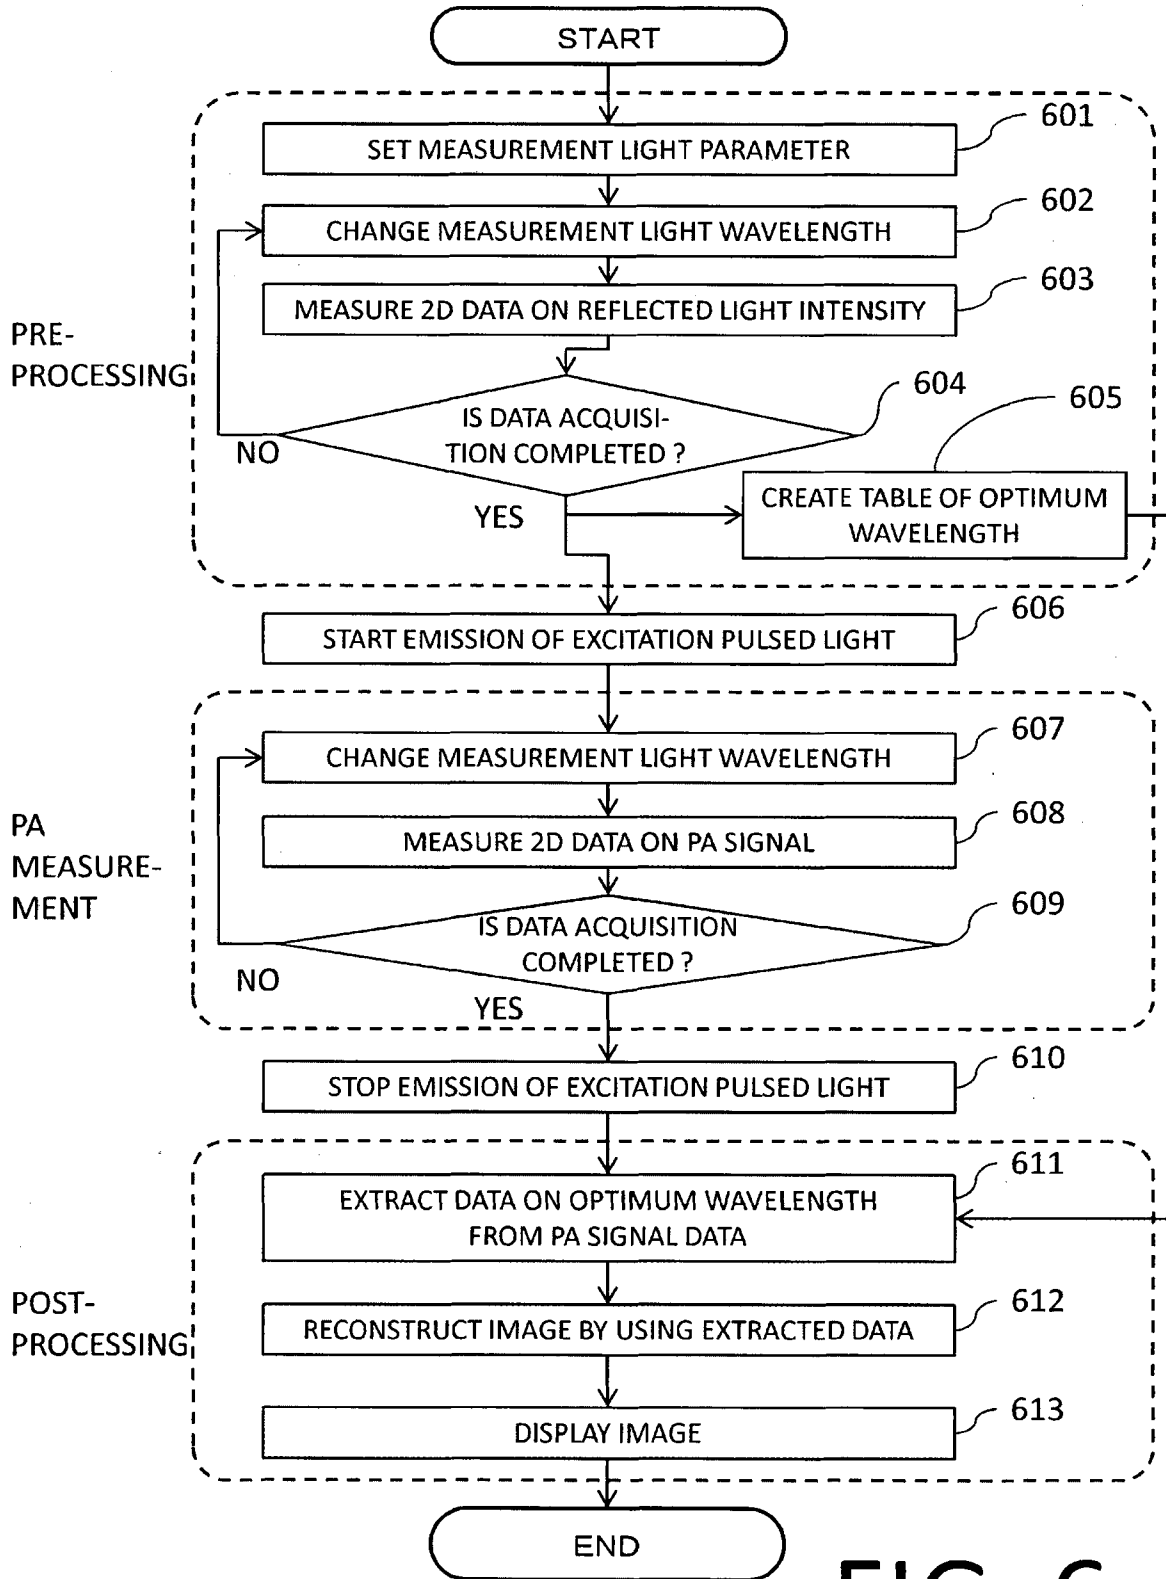 START
601
SET MEASUREMENT LIGHT PARAMETER
602
CHANGE MEASUREMENT LIGHT WAVELENGTH
603
MEASURE 2D DATA ON REFLECTED LIGHT INTENSITY
PRE-
PROCESSING
604
IS DATA ACQUISI-
TION COMPLETED ?
NO
YES
605
CREATE TABLE OF OPTIMUM
WAVELENGTH
606
START EMISSION OF EXCITATION PULSED LIGHT
607
CHANGE MEASUREMENT LIGHT WAVELENGTH
608
MEASURE 2D DATA ON PA SIGNAL
PA
MEASURE-
MENT
609
IS DATA ACQUISITION
COMPLETED ?
NO
YES
610
STOP EMISSION OF EXCITATION PULSED LIGHT
611
EXTRACT DATA ON OPTIMUM WAVELENGTH
FROM PA SIGNAL DATA
POST-
PROCESSING
612
RECONSTRUCT IMAGE BY USING EXTRACTED DATA
613
DISPLAY IMAGE
END
FIG. 6